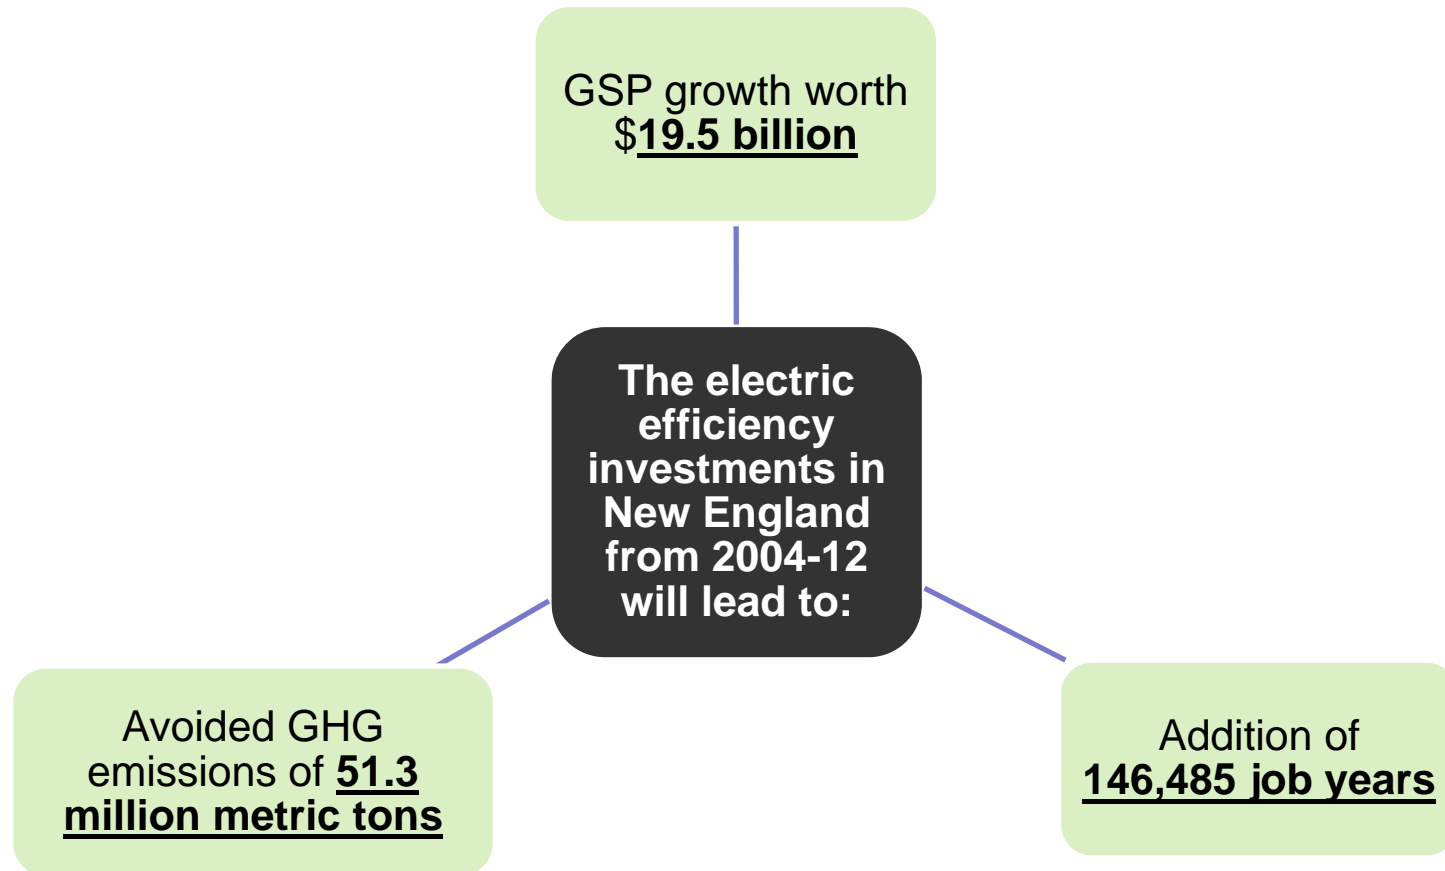 GSP growth worth
$19.5 billion
The electric
efficiency
investments in
New England
from 2004-12
will lead to:
Avoided GHG
emissions of 51.3
million metric tons
Addition of
146,485 job years